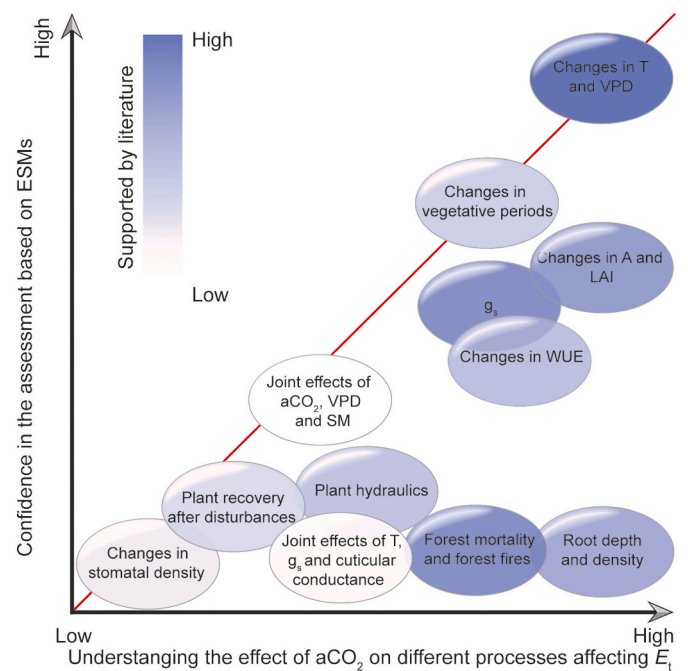 High
Confidence in the assessment based on ESMs
Supported by literature
High
Low
Changes in T
and VPD
Changes in
vegetative periods
Changes in A and
LAI
gₛ
Changes in WUE
Joint effects of
aCO₂, VPD
and SM
Plant hydraulics
Plant recovery
after disturbances
Changes in
stomatal density
Joint effects of T,
gₛ and cuticular
conductance
Forest mortality
and forest fires
Root depth
and density
Low
High
Understanging the effect of aCO₂ on different processes affecting Eₜ